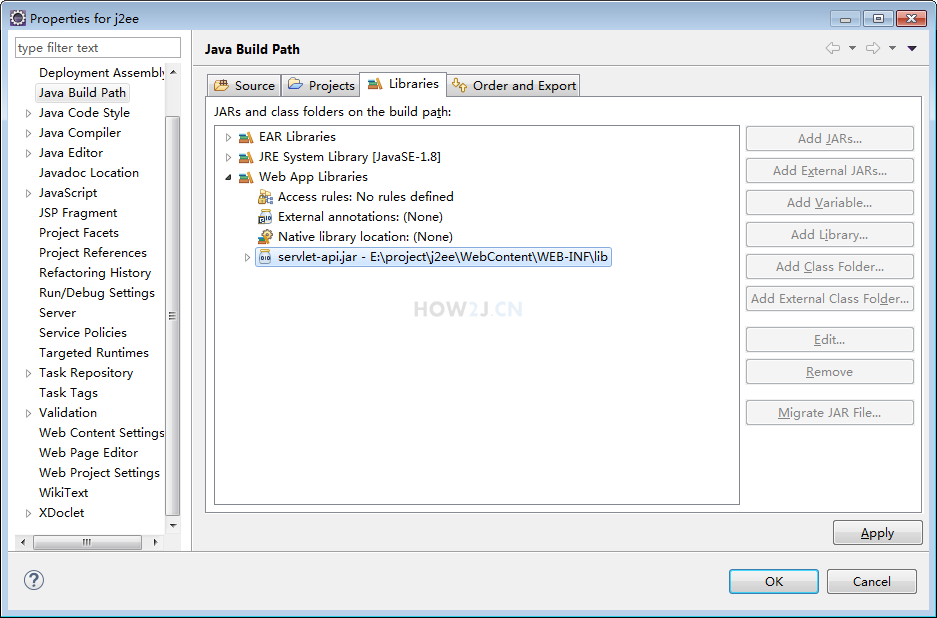 Properties for j2ee
type filter text
Deployment Assembly
Java Build Path
Java Code Style
Java Compiler
Java Editor
Javadoc Location
JavaScript
JSP Fragment
Project Facets
Project References
Refactoring History
Run/Debug Settings
Server
Service Policies
Targeted Runtimes
Task Repository
Task Tags
Validation
Web Content Settings
Web Page Editor
Web Project Settings
WikiText
XDoclet
Java Build Path
Source Projects Libraries Order and Export
JARs and class folders on the build path:
EAR Libraries
JRE System Library [JavaSE-1.8]
Web App Libraries
Access rules: No rules defined
External annotations: (None)
Native library location: (None)
servlet-api.jar - E:\project\j2ee\WebContent\WEB-INF\lib
HOW2J.CN
Add JARs...
Add External JARs...
Add Variable...
Add Library...
Add Class Folder...
Add External Class Folder...
Edit...
Remove
Migrate JAR File...
Apply
OK Cancel